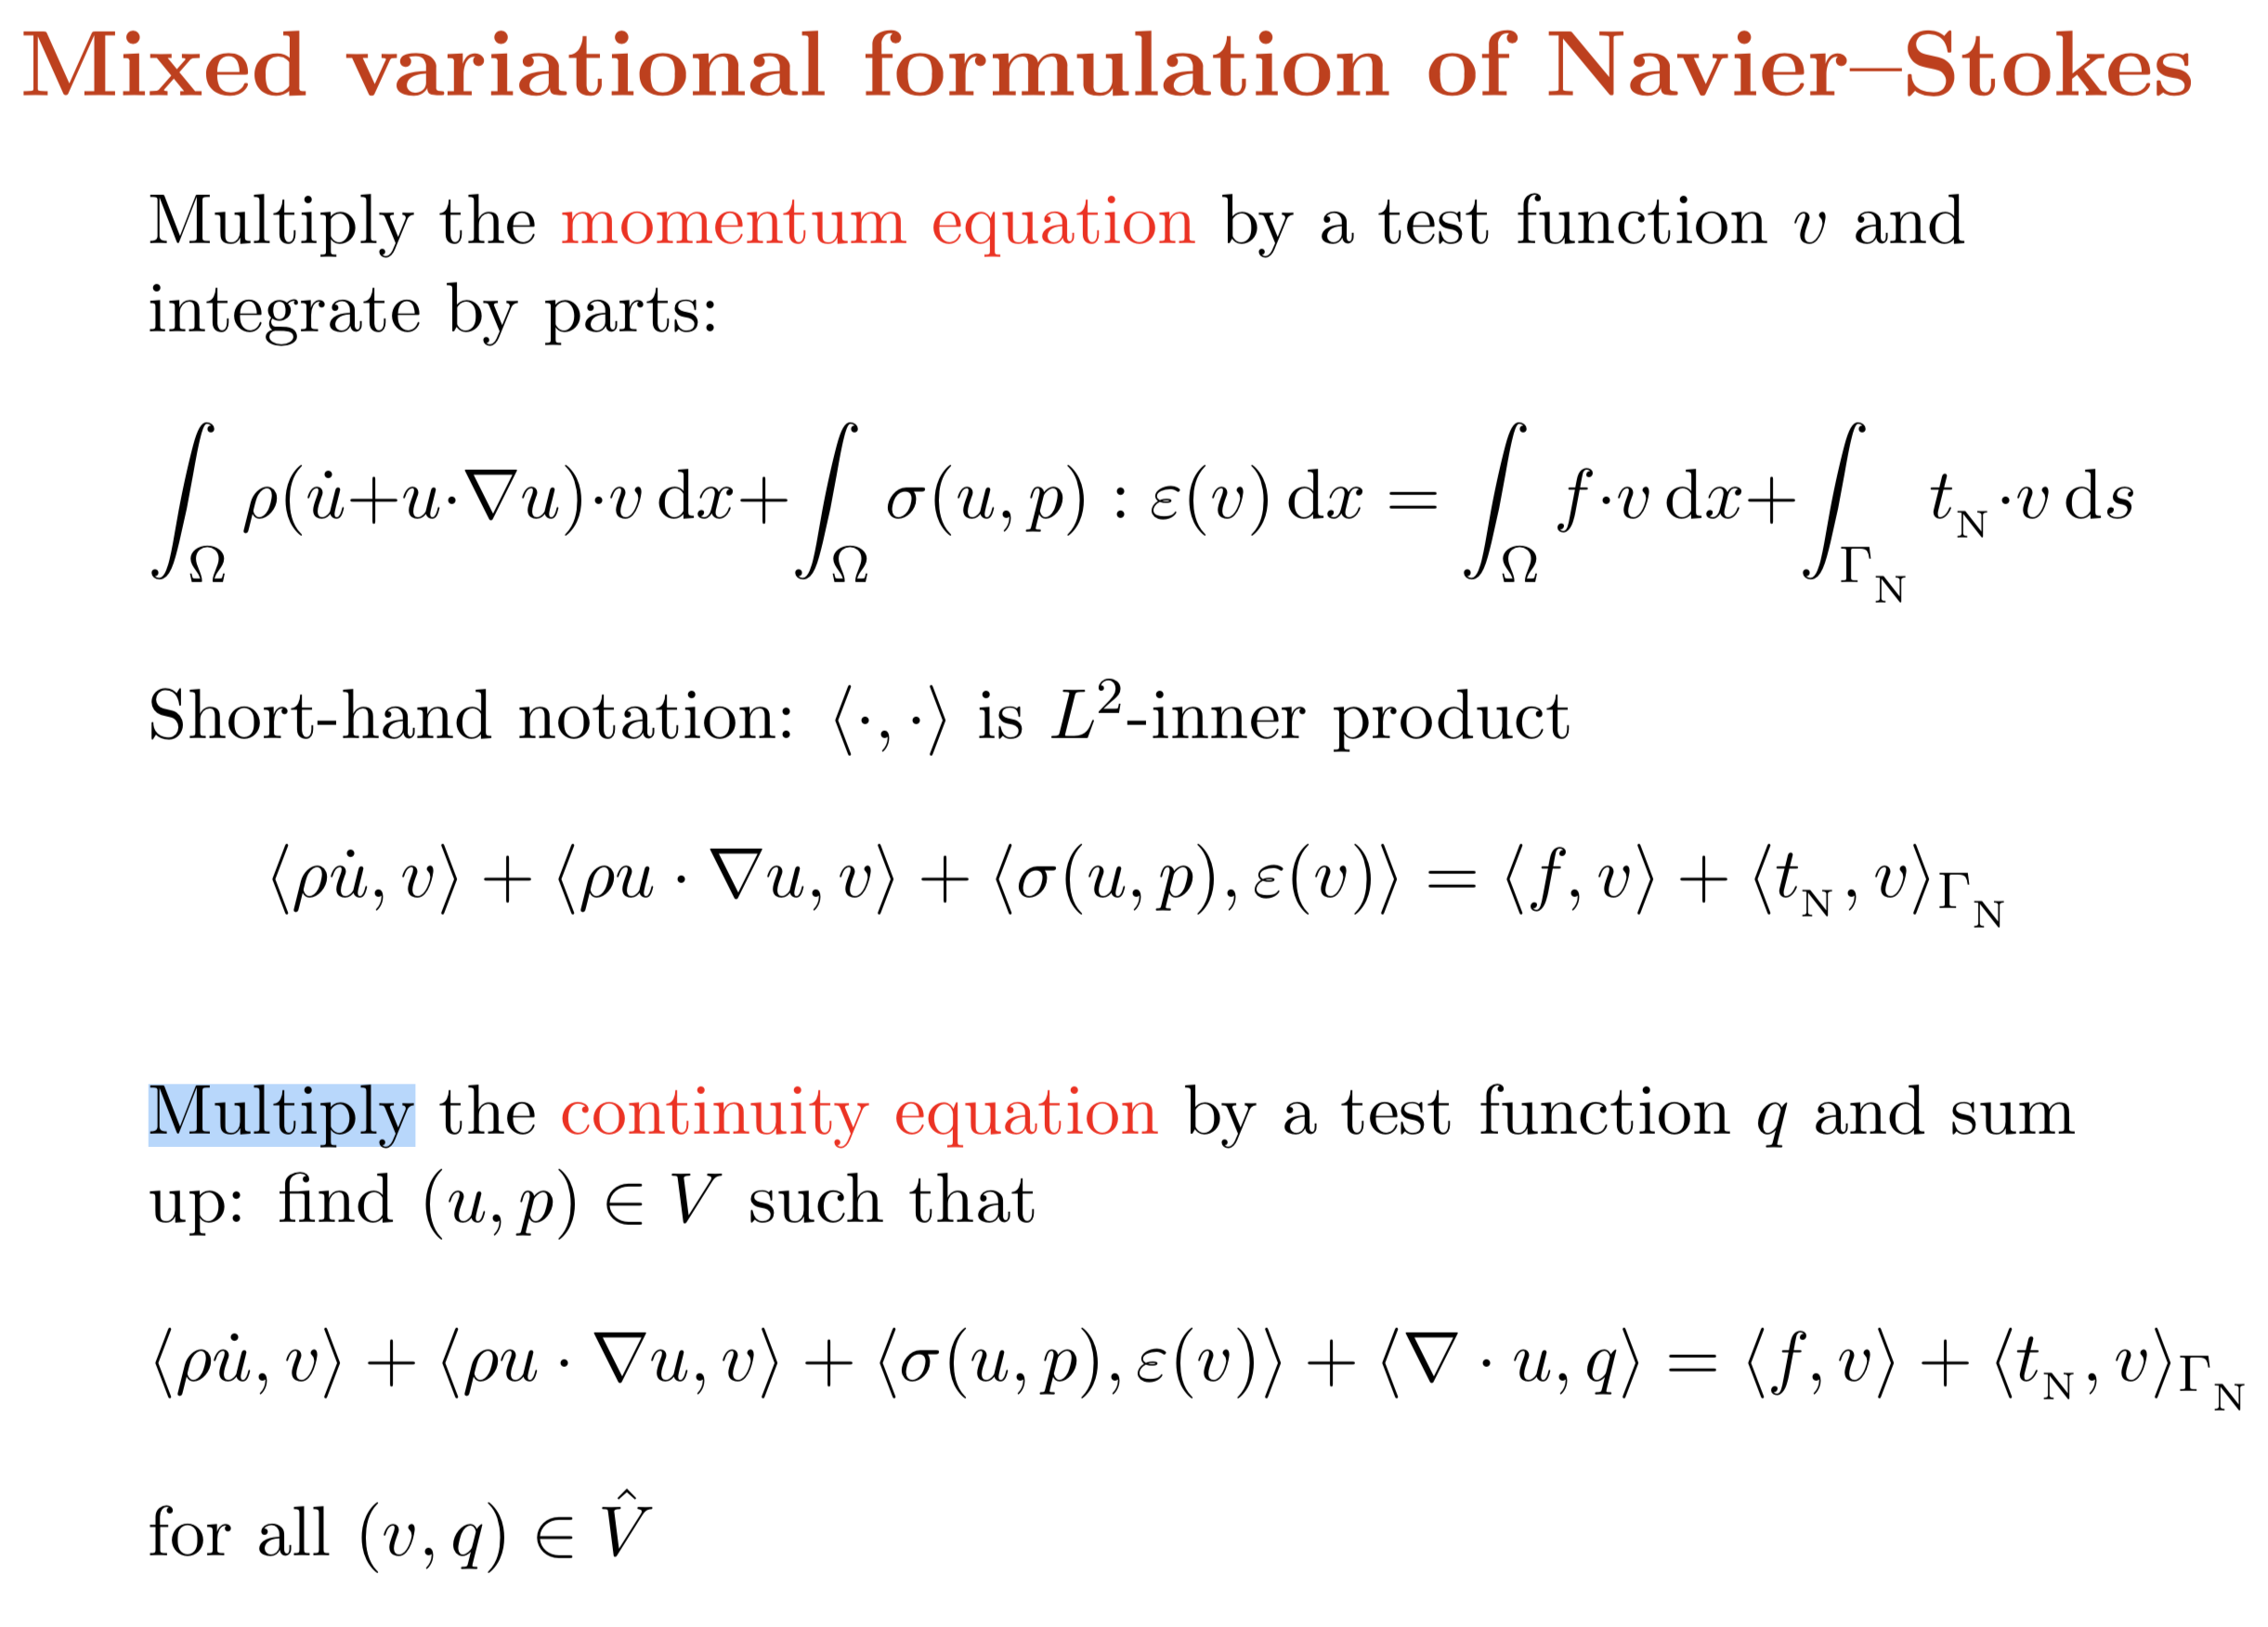 Mixed variational formulation of Navier–Stokes
Multiply the momentum equation by a test function v and
integrate by parts:
∫_Ω ρ(u̇+u·∇u)·v dx+∫_Ω σ(u, p) : ε(v) dx=∫_Ω f·v dx+∫_{Γ_N} t_N·v ds
Short-hand notation: ⟨·, ·⟩ is L²-inner product
⟨ρu̇, v⟩ + ⟨ρu · ∇u, v⟩ + ⟨σ(u, p), ε(v)⟩ = ⟨f, v⟩ + ⟨t_N, v⟩_{Γ_N}
Multiply the continuity equation by a test function q and sum
up: find (u, p) ∈ V such that
⟨ρu̇, v⟩ + ⟨ρu · ∇u, v⟩ + ⟨σ(u, p), ε(v)⟩ + ⟨∇ · u, q⟩ = ⟨f, v⟩ + ⟨t_N, v⟩_{Γ_N}
for all (v, q) ∈ V̂